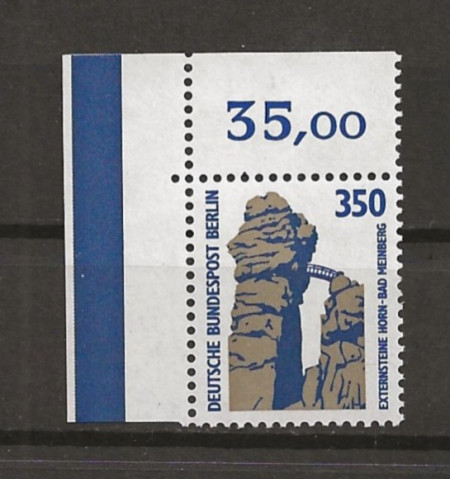 35,00
350
DEUTSCHE BUNDESPOST BERLIN
EXTERNSTEINE HORN-BAD MEINBERG